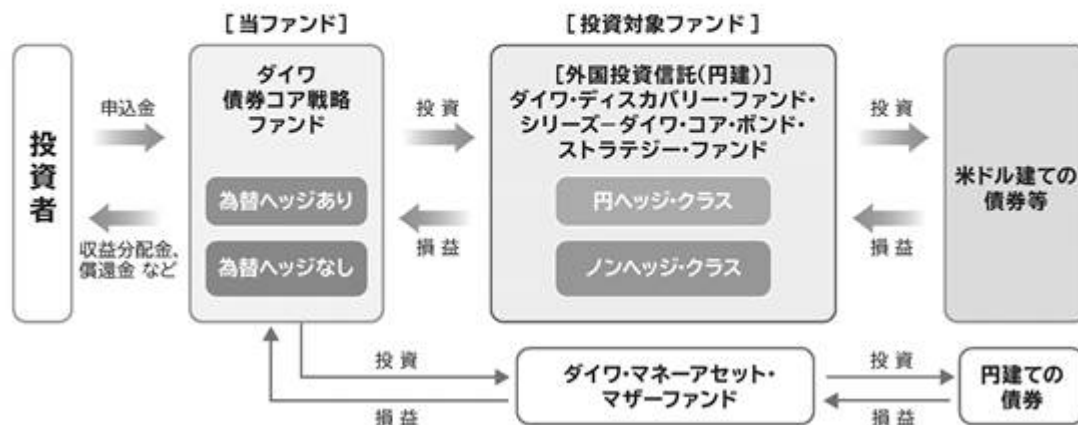 [当ファンド]
[投資対象ファンド]
投資者
申込金
収益分配金、
償還金 など
ダイワ
債券コア戦略
ファンド
為替ヘッジあり
為替ヘッジなし
投 資
損 益
[外国投資信託(円建)]
ダイワ・ディスカバリー・ファンド・
シリーズ－ダイワ・コア・ボンド・
ストラテジー・ファンド
円ヘッジ・クラス
ノンヘッジ・クラス
投 資
損 益
米ドル建ての
債券等
投 資
損 益
ダイワ・マネーアセット・
マザーファンド
投 資
損 益
円建ての
債券